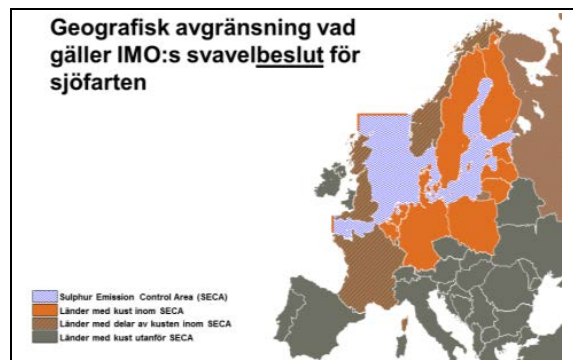 Geografisk avgränsning vad
gäller IMO:s svavelbeslut för
sjöfarten
Sulphur Emission Control Area (SECA)
Länder med kust inom SECA
Länder med delar av kusten inom SECA
Länder med kust utanför SECA